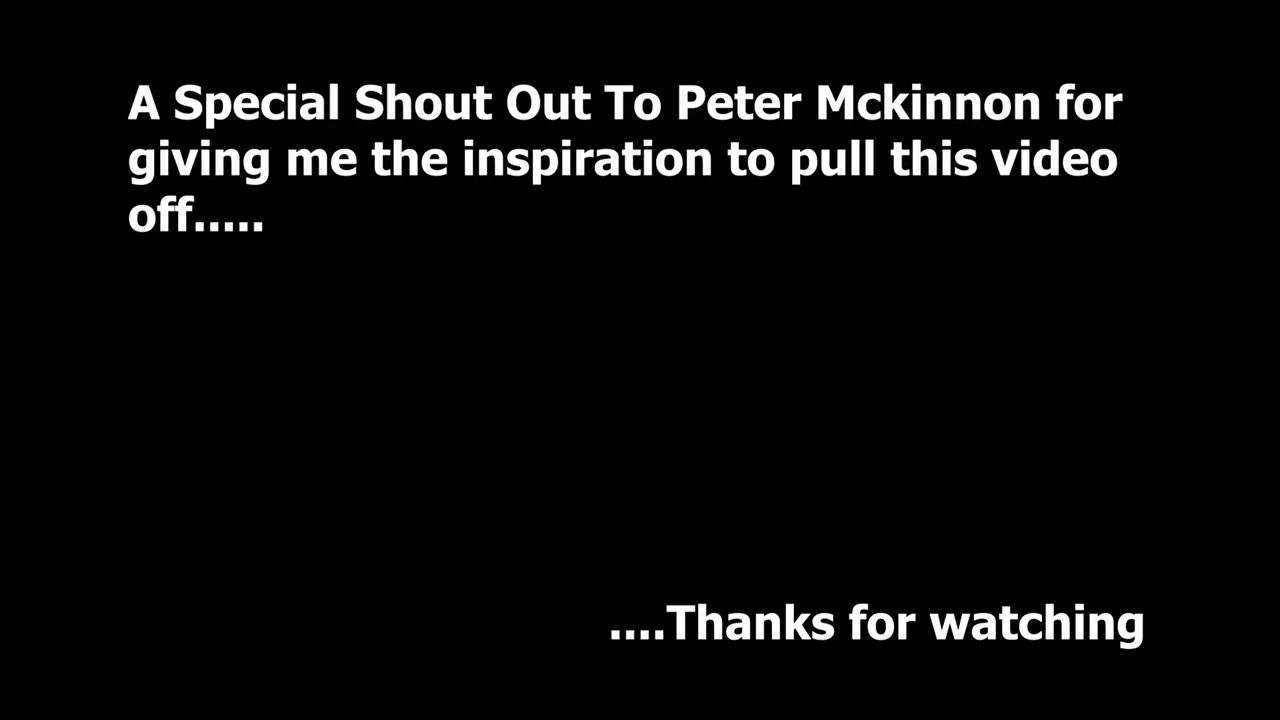 A Special Shout Out To Peter Mckinnon for
giving me the inspiration to pull this video
off.....
....Thanks for watching